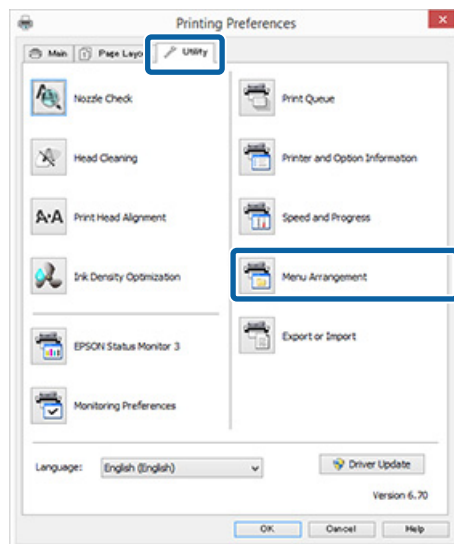 Printing Preferences
Main
Page Layo
Utility
Nozzle Check
Print Queue
Head Cleaning
Printer and Option Information
A·A
Print Head Alignment
Speed and Progress
Ink Density Optimization
Menu Arrangement
EPSON Status Monitor 3
Export or Import
Monitoring Preferences
Language:
English (English)
Driver Update
Version 6.70
OK
Cancel
Help